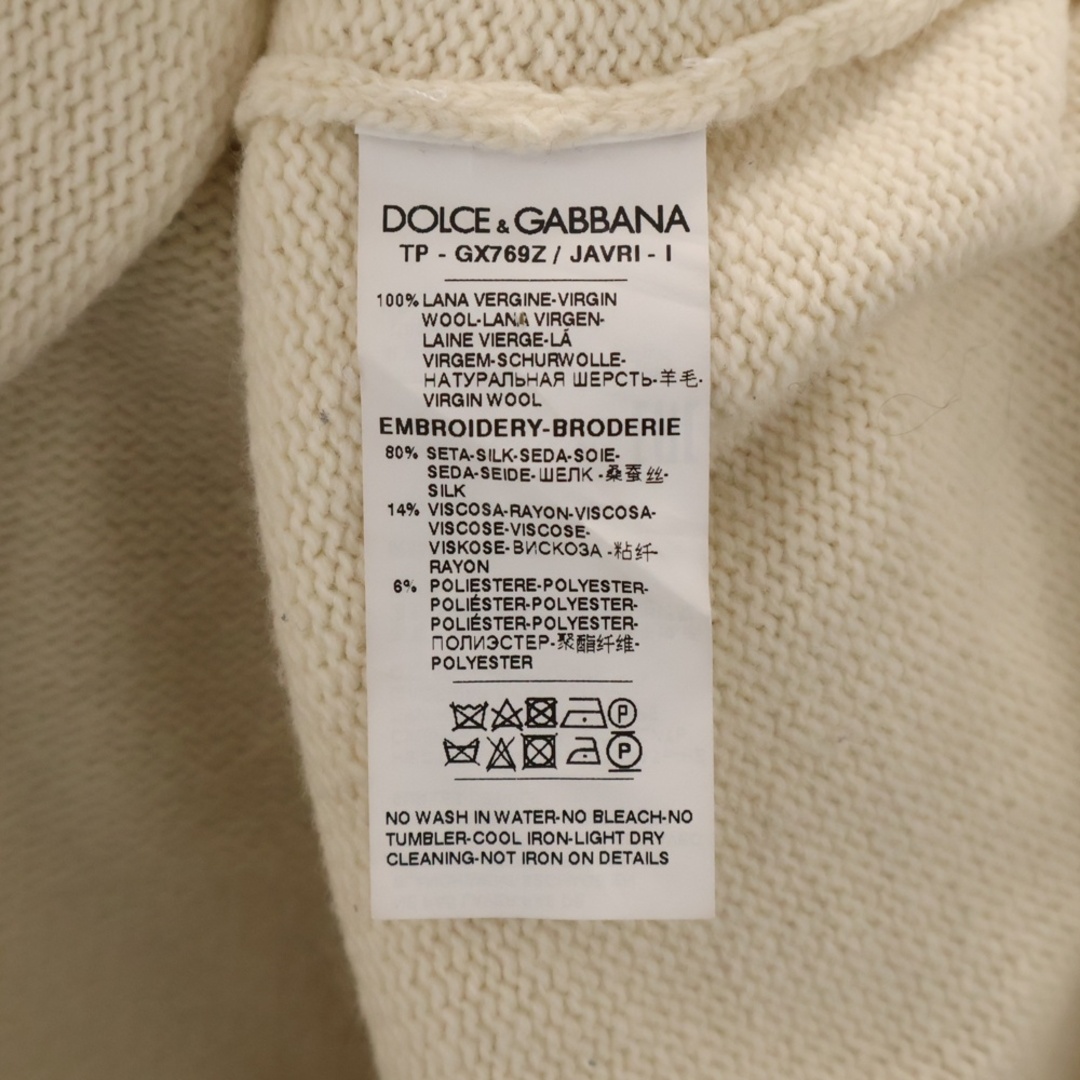 DOLCE & GABBANA
TP - GX769Z / JAVRI - I
100% LANA VERGINE-VIRGIN
WOOL-LANA VIRGEN-
LAINE VIERGE-LÃ
VIRGEM-SCHURWOLLE-
НАТУРАЛЬНАЯ ШЕРСТЬ-羊毛-
VIRGIN WOOL
EMBROIDERY-BRODERIE
80% SETA-SILK-SEDA-SOIE-
SEDA-SEIDE-ШЕЛК-桑蚕丝-
SILK
14% VISCOSA-RAYON-VISCOSA-
VISCOSE-VISCOSE-
VISKOSE-ВИСКОЗА-粘纤-
RAYON
6% POLIESTERE-POLYESTER-
POLIÉSTER-POLYESTER-
POLIÉSTER-POLYESTER-
ПОЛИЭСТЕР-聚酯纤维-
POLYESTER
P
P
NO WASH IN WATER-NO BLEACH-NO
TUMBLER-COOL IRON-LIGHT DRY
CLEANING-NOT IRON ON DETAILS